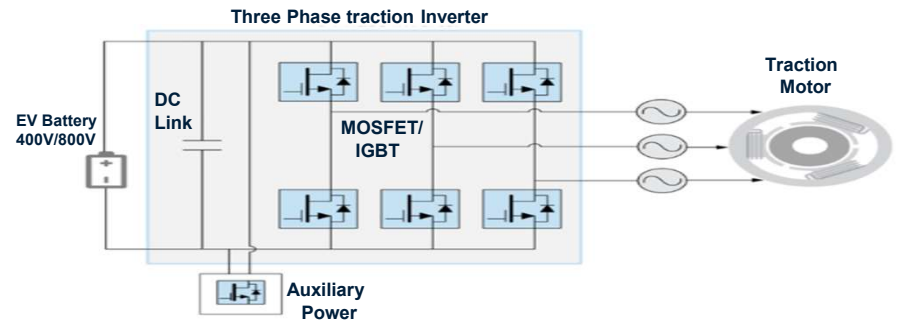 Three Phase traction Inverter
Traction
Motor
DC
Link
EV Battery
400V/800V
MOSFET/
IGBT
Auxiliary
Power